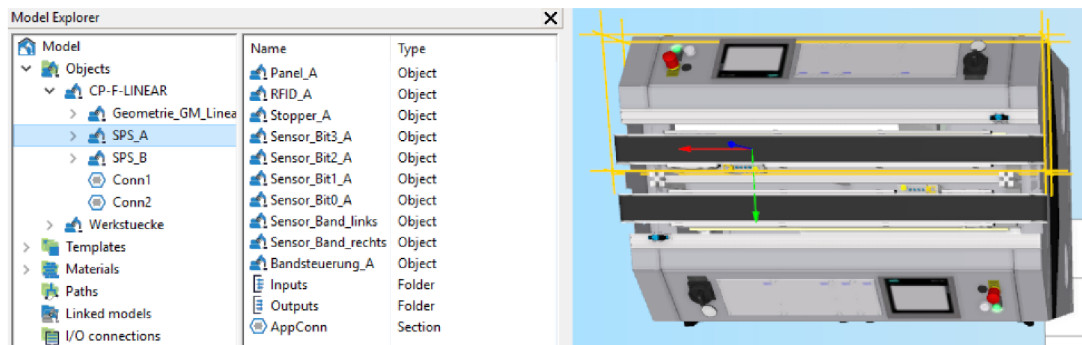 Model Explorer
Model
Objects
CP-F-LINEAR
Geometrie_GM_Linea
SPS_A
SPS_B
Conn1
Conn2
Werkstuecke
Templates
Materials
Paths
Linked models
I/O connections
Name Type
Panel_A Object
RFID_A Object
Stopper_A Object
Sensor_Bit3_A Object
Sensor_Bit2_A Object
Sensor_Bit1_A Object
Sensor_Bit0_A Object
Sensor_Band_links Object
Sensor_Band_rechts Object
Bandsteuerung_A Object
Inputs Folder
Outputs Folder
AppConn Section